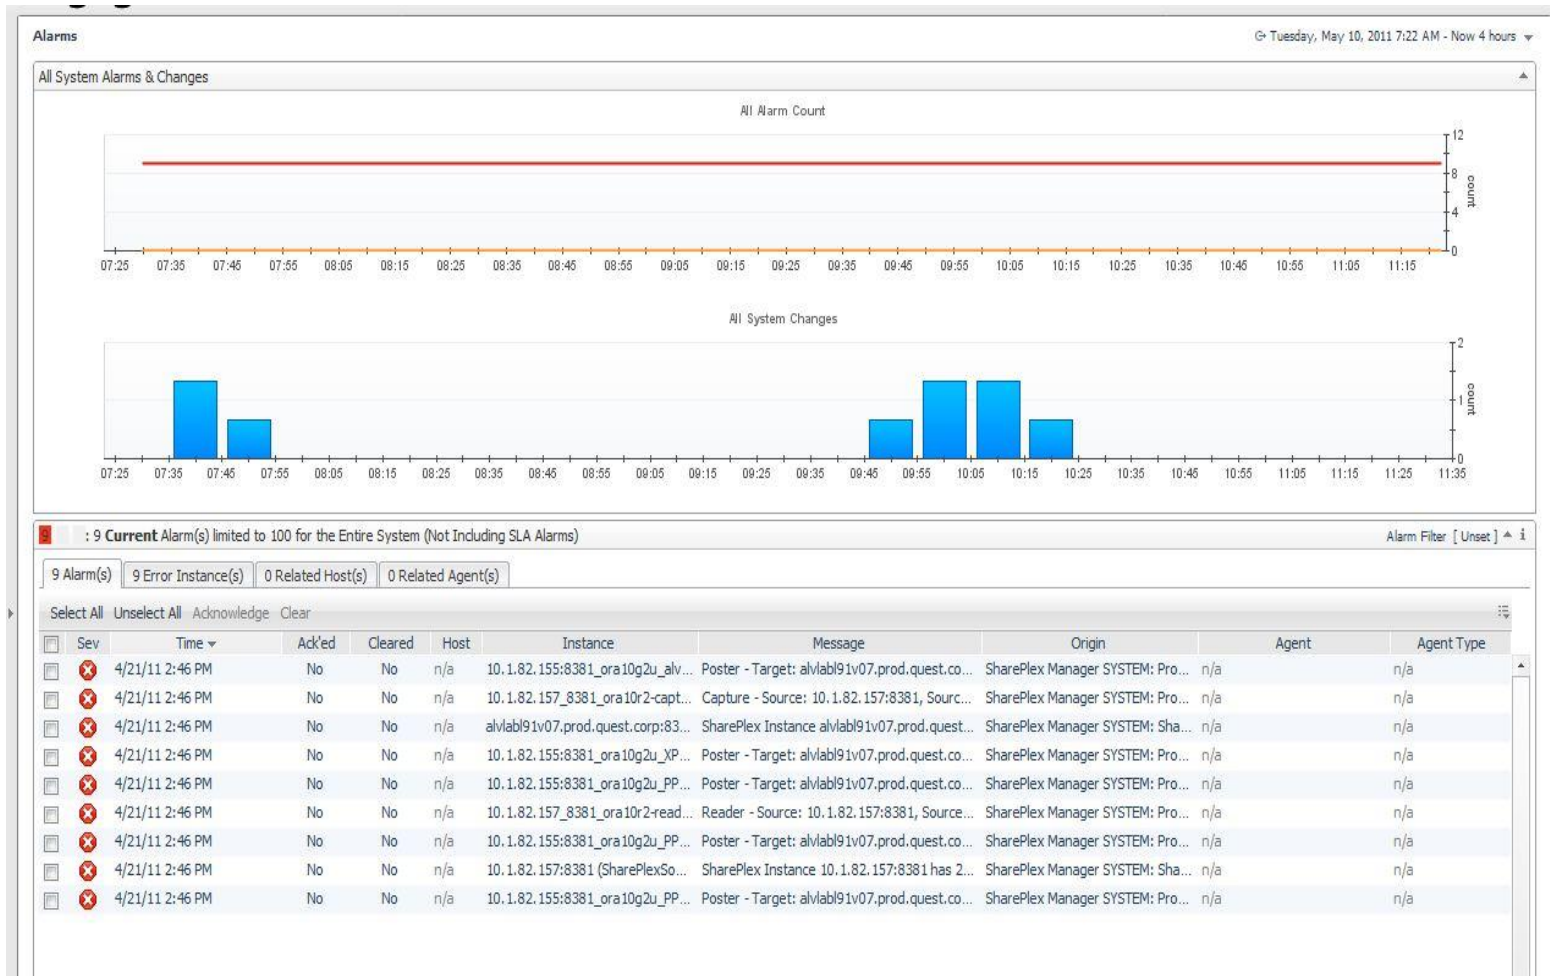 Alarms
Tuesday, May 10, 2011 7:22 AM - Now 4 hours
All System Alarms & Changes
All Alarm Count
12
8
4
0
count
07:25 07:35 07:45 07:55 08:05 08:15 08:25 08:35 08:45 08:55 09:05 09:15 09:25 09:35 09:45 09:55 10:05 10:15 10:25 10:35 10:45 10:55 11:05 11:15
All System Changes
2
1
0
count
07:25 07:35 07:45 07:55 08:05 08:15 08:25 08:35 08:45 08:55 09:05 09:15 09:25 09:35 09:45 09:55 10:05 10:15 10:25 10:35 10:45 10:55 11:05 11:15 11:25 11:35
9 : 9 Current Alarm(s) limited to 100 for the Entire System (Not Including SLA Alarms) Alarm Filter [ Unset ] i
9 Alarm(s) 9 Error Instance(s) 0 Related Host(s) 0 Related Agent(s)
Select All Unselect All Acknowledge Clear
Sev Time Ack'ed Cleared Host Instance Message Origin Agent Agent Type
4/21/11 2:46 PM No No n/a 10.1.82.155:8381_ora10g2u_alv... Poster - Target: alvlabl91v07.prod.quest.co... SharePlex Manager SYSTEM: Pro... n/a n/a
4/21/11 2:46 PM No No n/a 10.1.82.157_8381_ora10r2-capt... Capture - Source: 10.1.82.157:8381, Sourc... SharePlex Manager SYSTEM: Pro... n/a n/a
4/21/11 2:46 PM No No n/a alvlabl91v07.prod.quest.corp:83... SharePlex Instance alvlabl91v07.prod.quest... SharePlex Manager SYSTEM: Sha... n/a n/a
4/21/11 2:46 PM No No n/a 10.1.82.155:8381_ora10g2u_XP... Poster - Target: alvlabl91v07.prod.quest.co... SharePlex Manager SYSTEM: Pro... n/a n/a
4/21/11 2:46 PM No No n/a 10.1.82.155:8381_ora10g2u_PP... Poster - Target: alvlabl91v07.prod.quest.co... SharePlex Manager SYSTEM: Pro... n/a n/a
4/21/11 2:46 PM No No n/a 10.1.82.157_8381_ora10r2-read... Reader - Source: 10.1.82.157:8381, Source... SharePlex Manager SYSTEM: Pro... n/a n/a
4/21/11 2:46 PM No No n/a 10.1.82.155:8381_ora10g2u_PP... Poster - Target: alvlabl91v07.prod.quest.co... SharePlex Manager SYSTEM: Pro... n/a n/a
4/21/11 2:46 PM No No n/a 10.1.82.157:8381 (SharePlexSo... SharePlex Instance 10.1.82.157:8381 has 2... SharePlex Manager SYSTEM: Sha... n/a n/a
4/21/11 2:46 PM No No n/a 10.1.82.155:8381_ora10g2u_PP... Poster - Target: alvlabl91v07.prod.quest.co... SharePlex Manager SYSTEM: Pro... n/a n/a